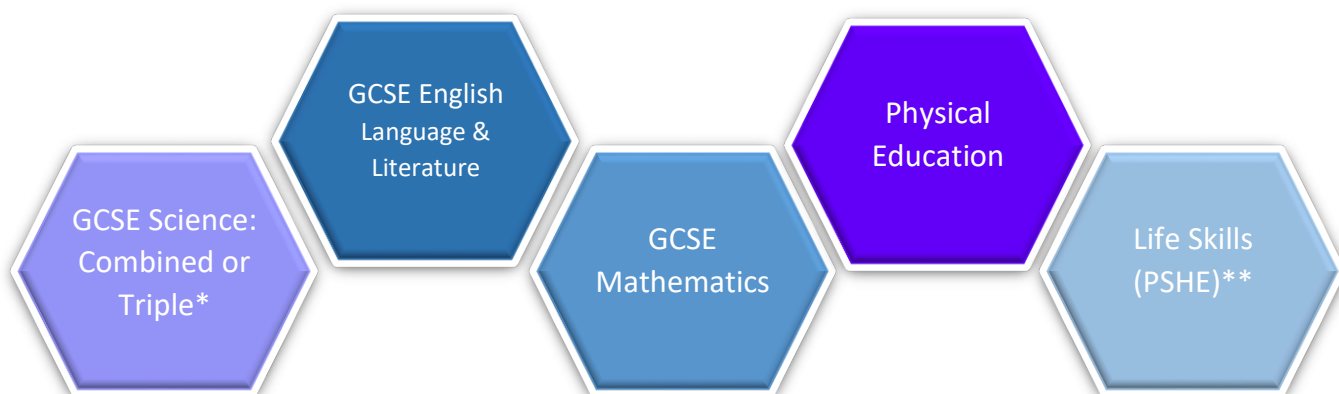 GCSE Science:
Combined or
Triple*
GCSE English
Language &
Literature
GCSE
Mathematics
Physical
Education
Life Skills
(PSHE)**